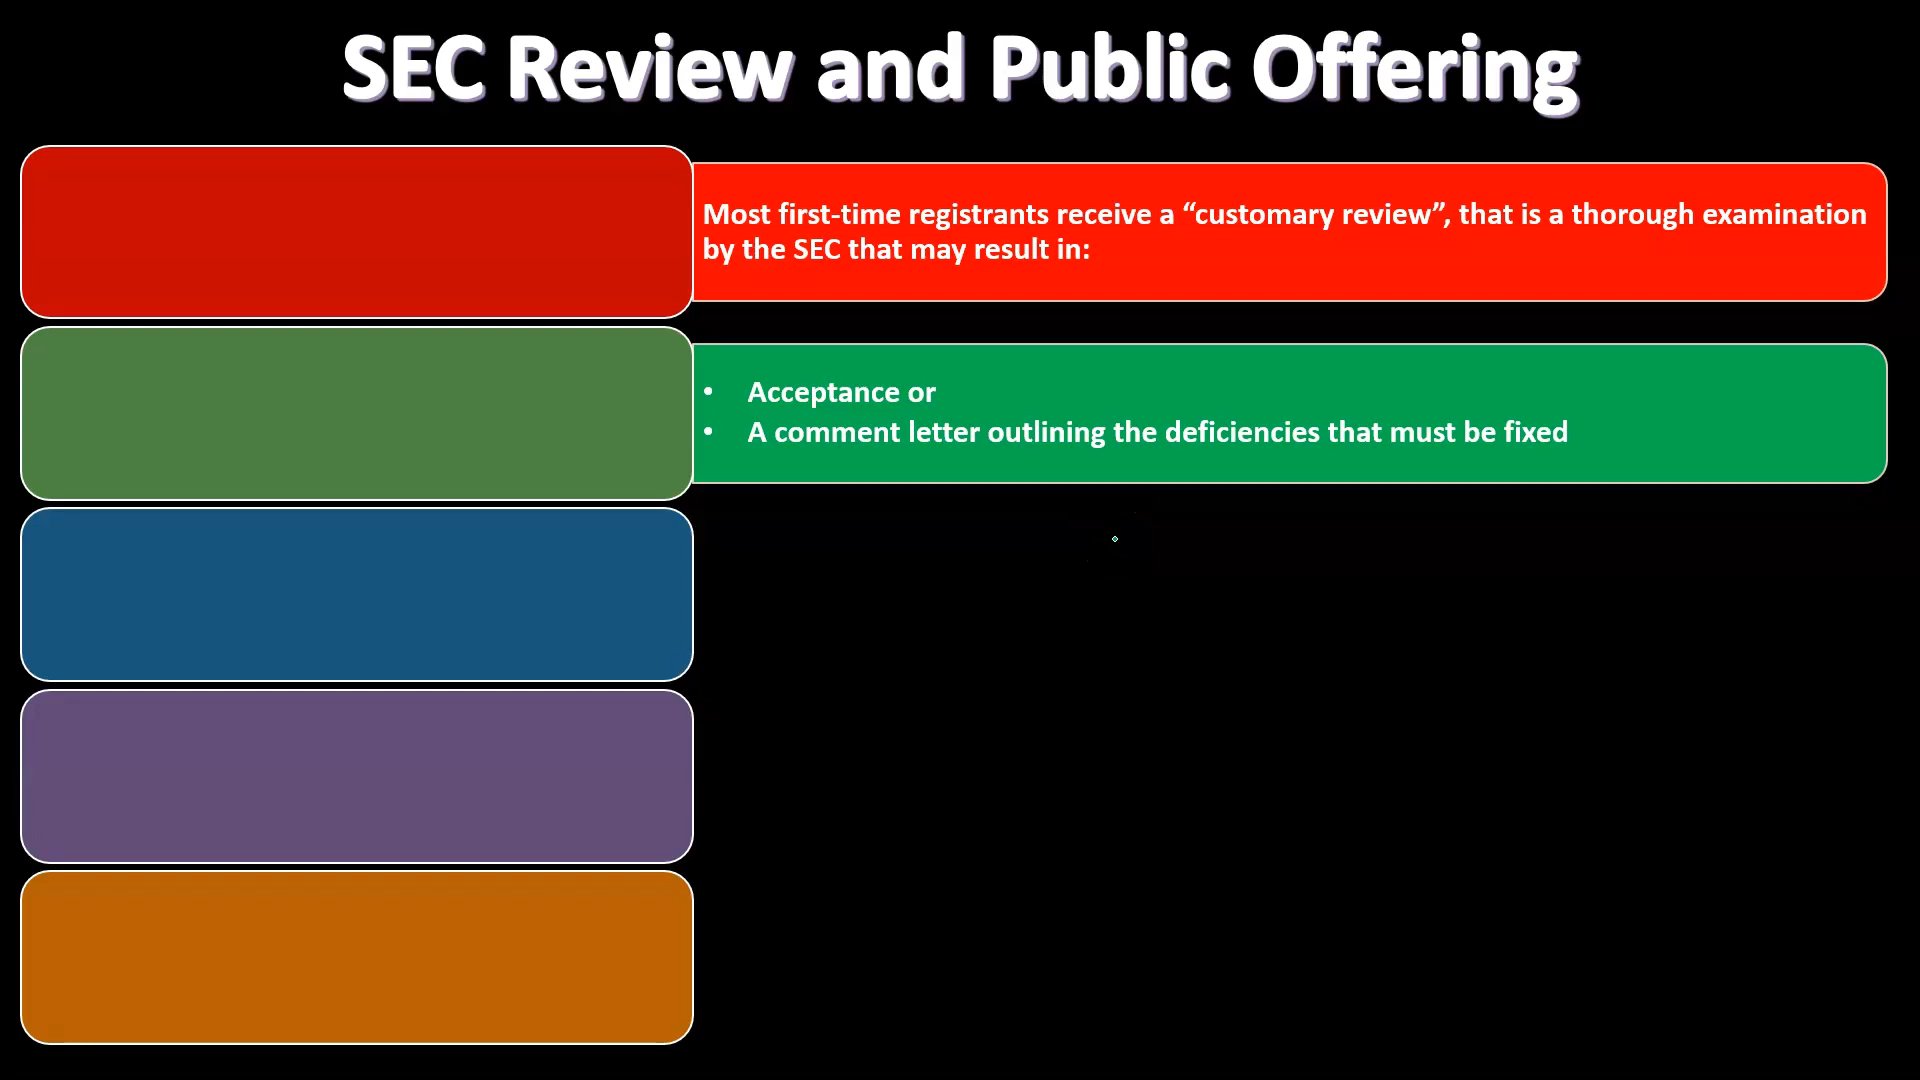 SEC Review and Public Offering
Most first-time registrants receive a “customary review”, that is a thorough examination
by the SEC that may result in:
• Acceptance or
• A comment letter outlining the deficiencies that must be fixed